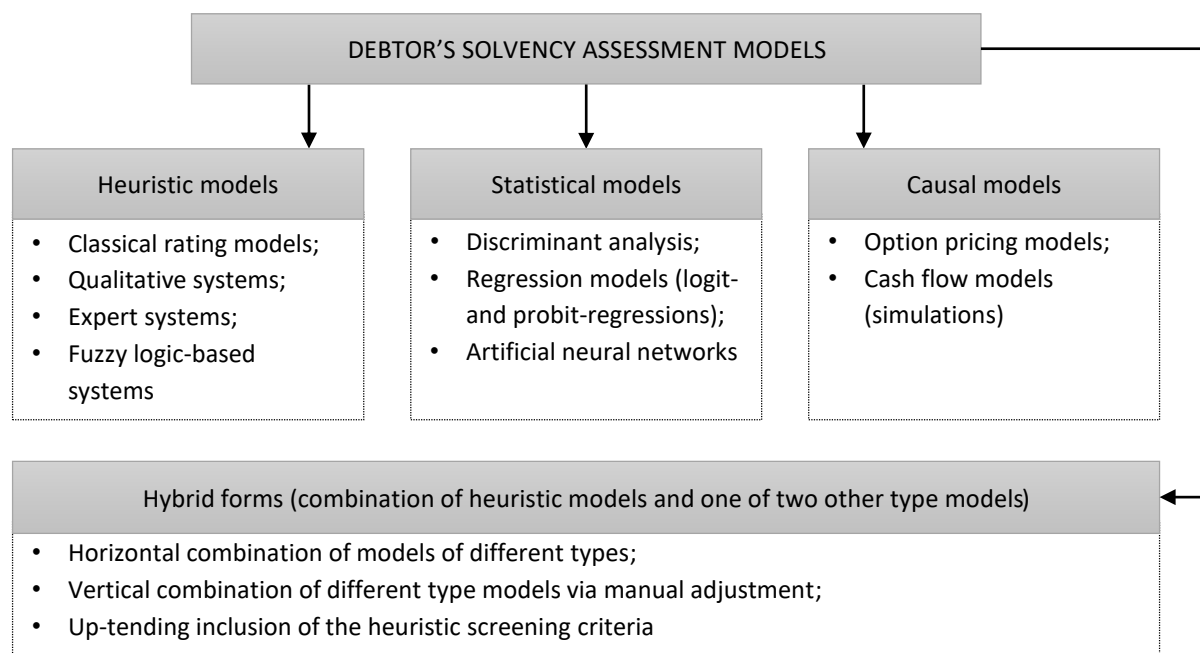 DEBTOR’S SOLVENCY ASSESSMENT MODELS
Heuristic models
• Classical rating models;
• Qualitative systems;
• Expert systems;
• Fuzzy logic-based
systems
Statistical models
• Discriminant analysis;
• Regression models (logit-
and probit-regressions);
• Artificial neural networks
Causal models
• Option pricing models;
• Cash flow models
(simulations)
Hybrid forms (combination of heuristic models and one of two other type models)
• Horizontal combination of models of different types;
• Vertical combination of different type models via manual adjustment;
• Up-tending inclusion of the heuristic screening criteria